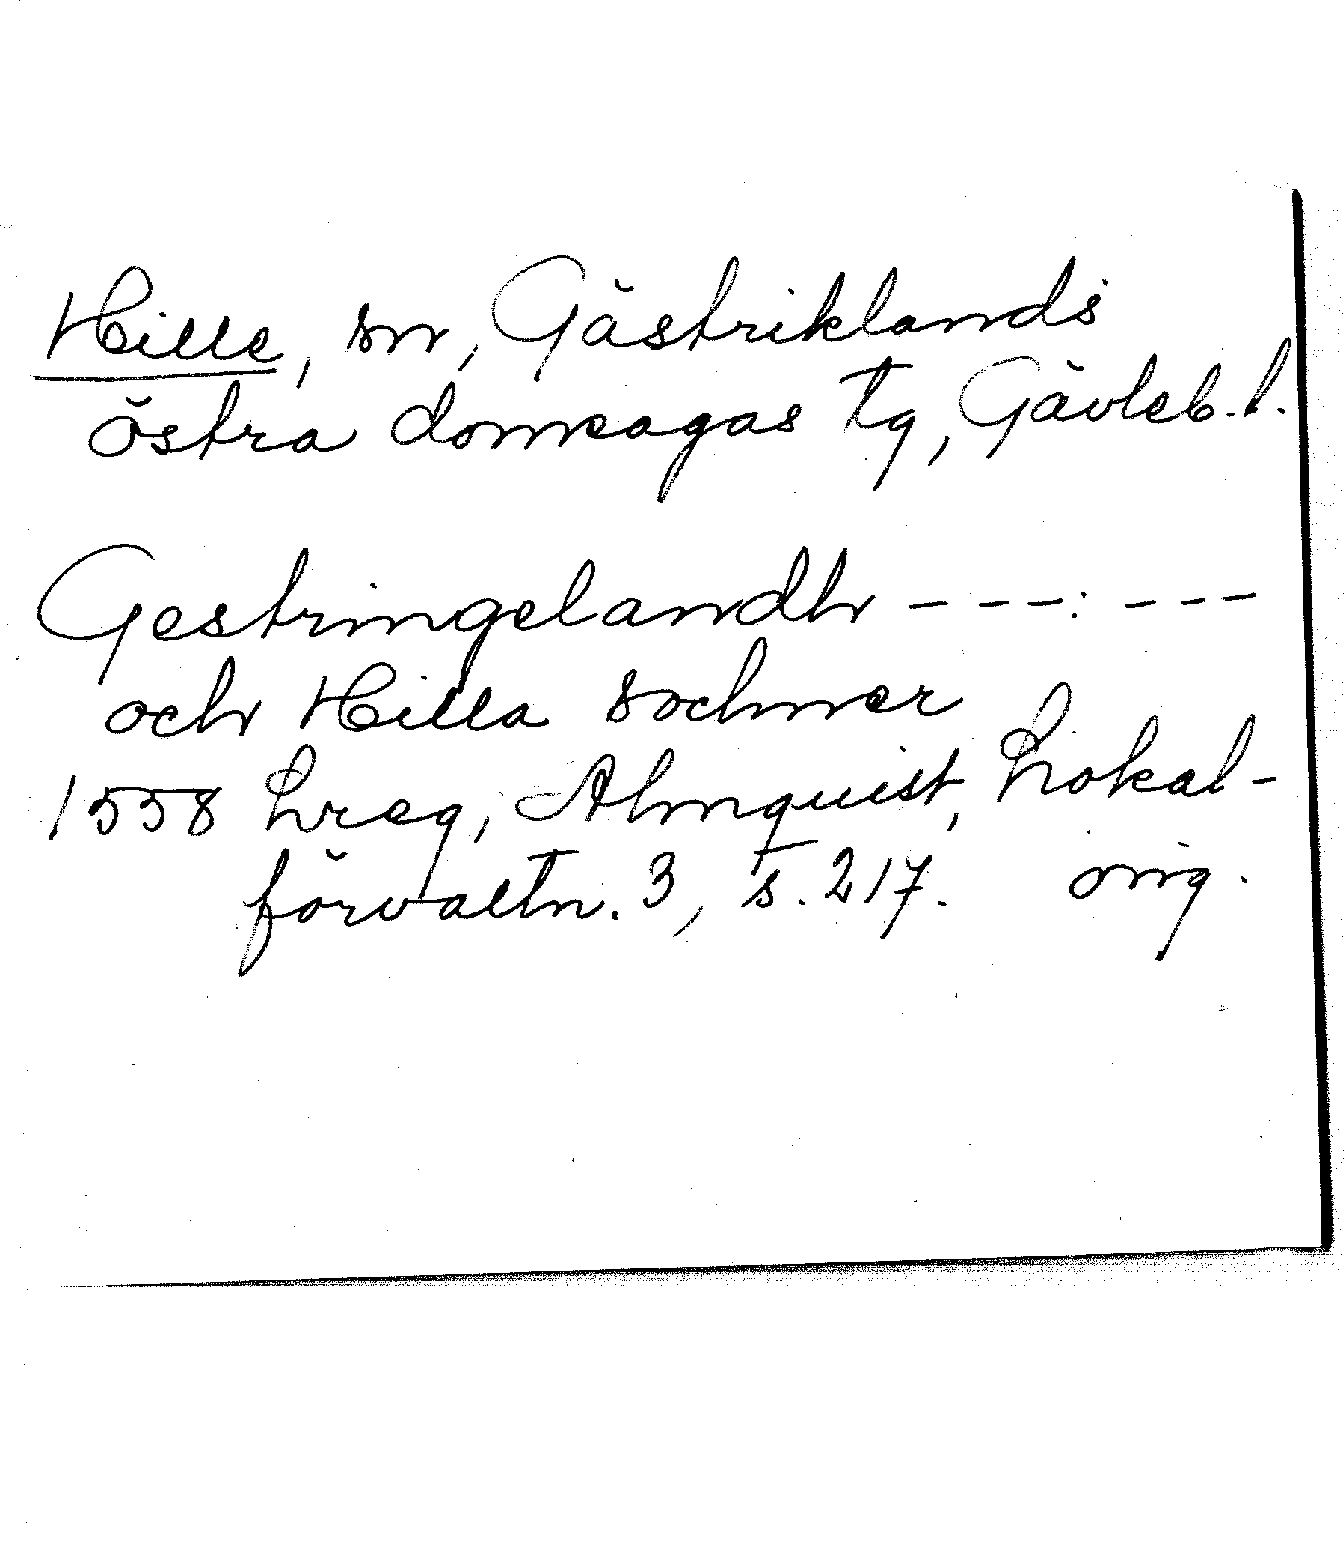 Hille, sn, Gästriklands
östra domsagas tg, Gävleb. l.
Gestringelandh ---: ---
och Hilla sochner
1558 Lreg, Almquist, Lokal-
förvaltn. 3, s. 217. orig.